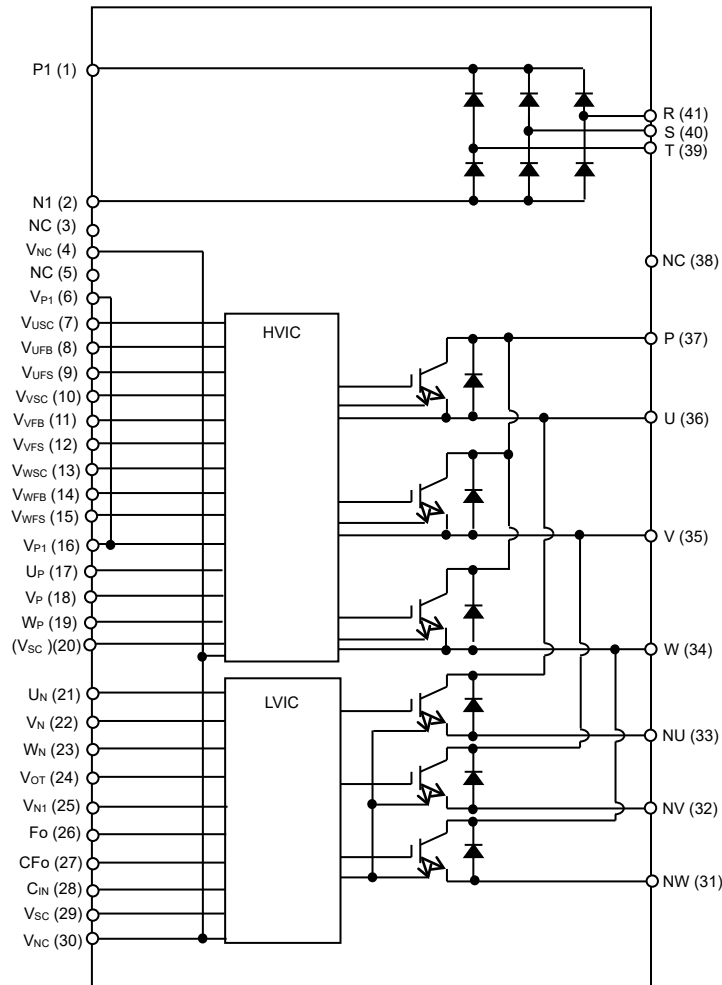 P1 (1)
N1 (2)
NC (3)
VNC (4)
NC (5)
VP1 (6)
VUSC (7)
VUFB (8)
VUFS (9)
VVSC (10)
VVFB (11)
VVFS (12)
VWSC (13)
VWFB (14)
VWFS (15)
VP1 (16)
UP (17)
VP (18)
WP (19)
(VSC )(20)
UN (21)
VN (22)
WN (23)
VOT (24)
VN1 (25)
Fo (26)
CFo (27)
CIN (28)
VSC (29)
VNC (30)
HVIC
LVIC
R (41)
S (40)
T (39)
NC (38)
P (37)
U (36)
V (35)
W (34)
NU (33)
NV (32)
NW (31)